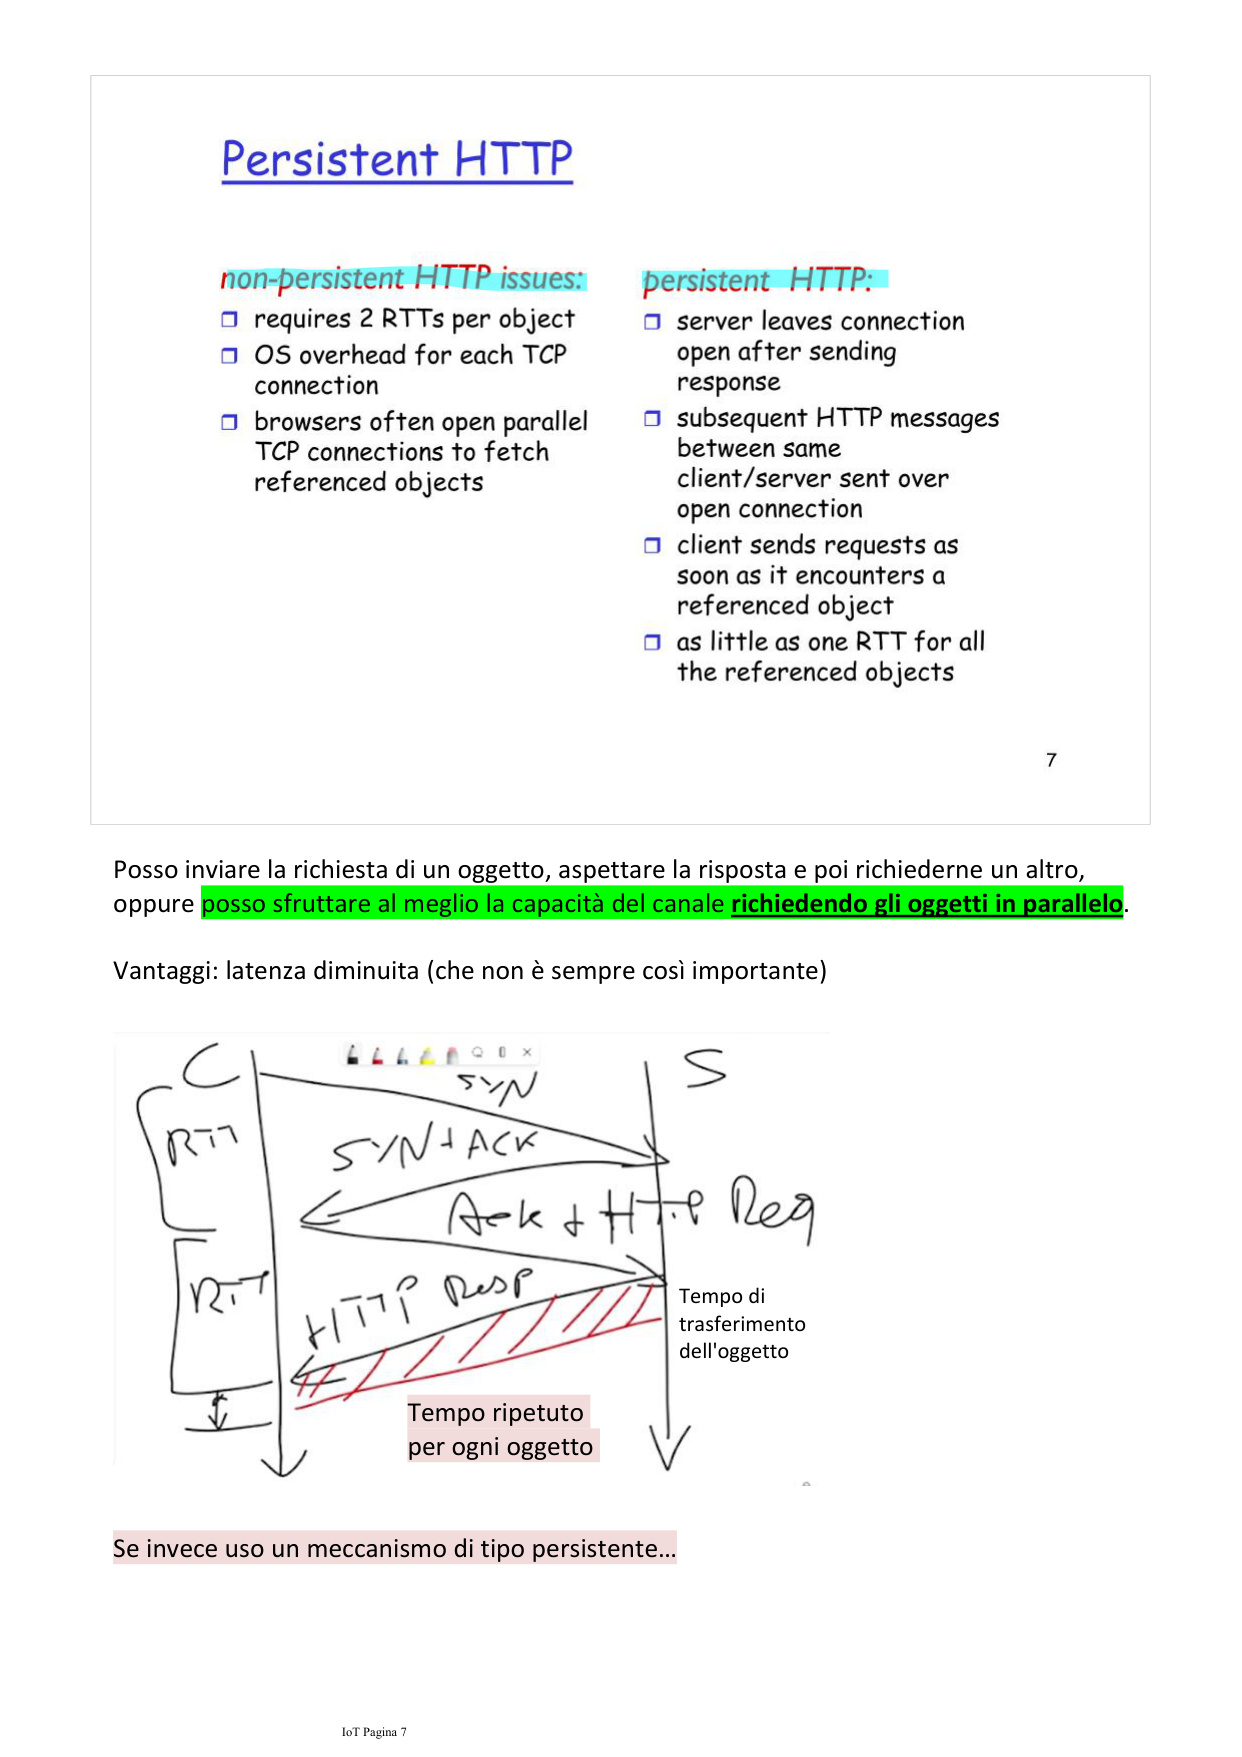 Persistent HTTP
non-persistent HTTP issues:
requires 2 RTTs per object
OS overhead for each TCP
connection
browsers often open parallel
TCP connections to fetch
referenced objects
persistent HTTP:
server leaves connection
open after sending
response
subsequent HTTP messages
between same
client/server sent over
open connection
client sends requests as
soon as it encounters a
referenced object
as little as one RTT for all
the referenced objects
7
Posso inviare la richiesta di un oggetto, aspettare la risposta e poi richiederne un altro,
oppure posso sfruttare al meglio la capacità del canale richiedendo gli oggetti in parallelo.
Vantaggi: latenza diminuita (che non è sempre così importante)
C
S
SYN
RTT
SYN+ACK
Ack + HTTP Req
RTT
HTTP Resp
Tempo di
trasferimento
dell'oggetto
Tempo ripetuto
per ogni oggetto
Se invece uso un meccanismo di tipo persistente…
IoT Pagina 7